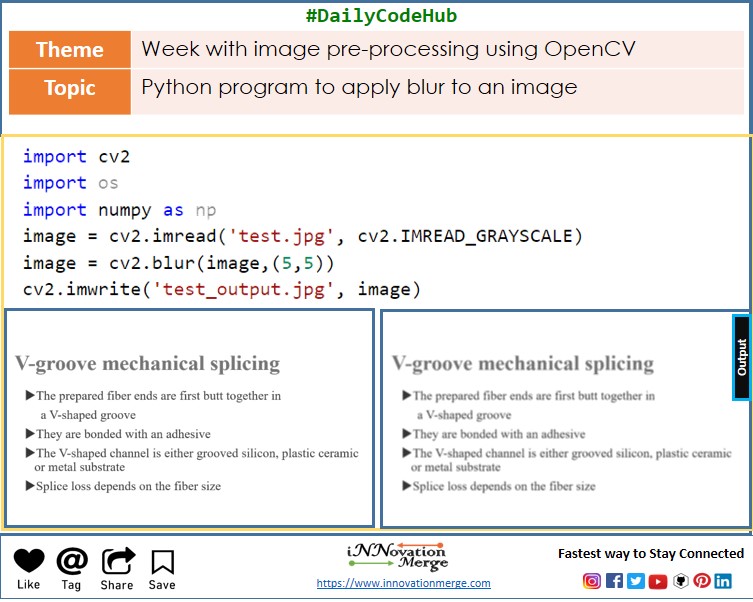 #DailyCodeHub
Theme
Week with image pre-processing using OpenCV
Topic
Python program to apply blur to an image
import cv2
import os
import numpy as np
image = cv2.imread('test.jpg', cv2.IMREAD_GRAYSCALE)
image = cv2.blur(image,(5,5))
cv2.imwrite('test_output.jpg', image)
V-groove mechanical splicing
▶The prepared fiber ends are first butt together in
a V-shaped groove
▶They are bonded with an adhesive
▶The V-shaped channel is either grooved silicon, plastic ceramic
or metal substrate
▶Splice loss depends on the fiber size
V-groove mechanical splicing
▶The prepared fiber ends are first butt together in
a V-shaped groove
▶They are bonded with an adhesive
▶The V-shaped channel is either grooved silicon, plastic ceramic
or metal substrate
▶Splice loss depends on the fiber size
Output
Like
Tag
Share
Save
iNNovation
Merge
https://www.innovationmerge.com
Fastest way to Stay Connected